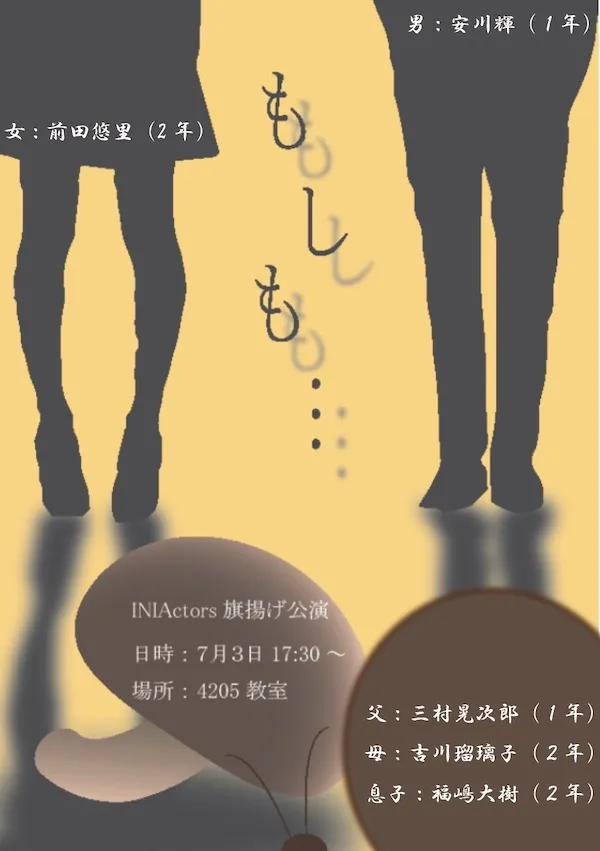 男：安川輝（1年）
女：前田悠里（2年）
もしも…
INIActors 旗揚げ公演
日時：7月3日 17:30 〜
場所：4205 教室
父：三村晃次郎（1年）
母：吉川瑠璃子（2年）
息子：福嶋大樹（2年）